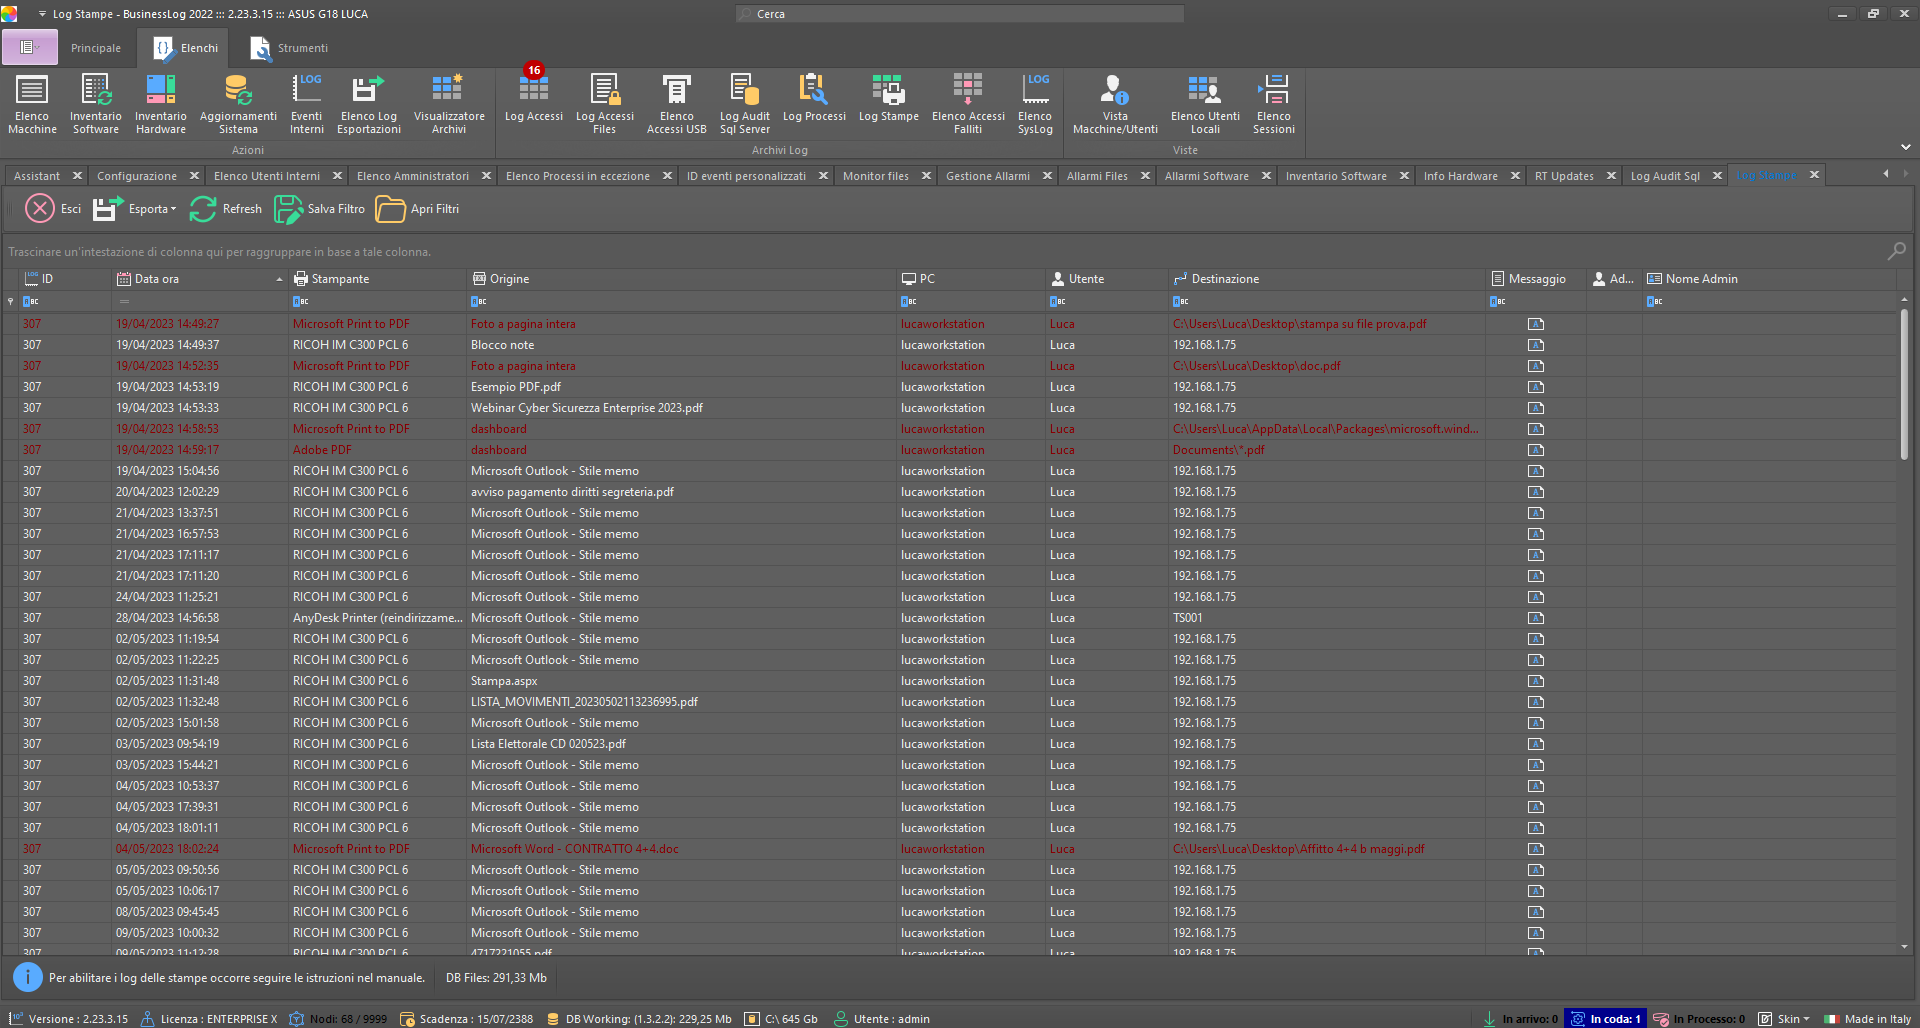 Log Stampe - BusinessLog 2022 ::: 2.23.3.15 ::: ASUS G18 LUCA
Cerca
Principale Elenchi Strumenti
16
Elenco Macchine
Inventario Software
Inventario Hardware
Aggiornamenti Sistema
LOG Eventi Interni
Elenco Log Esportazioni
Visualizzatore Archivi
Log Accessi
Log Accessi Files
Elenco Accessi USB
Log Audit Sql Server
Log Processi
Log Stampe
Elenco Accessi Falliti
LOG Elenco SysLog
Vista Macchine/Utenti
Elenco Utenti Locali
Elenco Sessioni
Azioni Archivi Log Viste
Assistant Configurazione Elenco Utenti Interni Elenco Amministratori Elenco Processi in eccezione ID eventi personalizzati Monitor files Gestione Allarmi Allarmi Files Allarmi Software Inventario Software Info Hardware RT Updates Log Audit Sql Log Stampe
Esci Esporta Refresh Salva Filtro Apri Filtri
Trascinare un'intestazione di colonna qui per raggruppare in base a tale colonna.
ID Data ora Stampante Origine PC Utente Destinazione Messaggio Ad... Nome Admin
307 19/04/2023 14:49:27 Microsoft Print to PDF Foto a pagina intera lucaworkstation Luca C:\Users\Luca\Desktop\stampa su file prova.pdf
307 19/04/2023 14:49:37 RICOH IM C300 PCL 6 Blocco note lucaworkstation Luca 192.168.1.75
307 19/04/2023 14:52:35 Microsoft Print to PDF Foto a pagina intera lucaworkstation Luca C:\Users\Luca\Desktop\doc.pdf
307 19/04/2023 14:53:19 RICOH IM C300 PCL 6 Esempio PDF.pdf lucaworkstation Luca 192.168.1.75
307 19/04/2023 14:53:33 RICOH IM C300 PCL 6 Webinar Cyber Sicurezza Enterprise 2023.pdf lucaworkstation Luca 192.168.1.75
307 19/04/2023 14:58:53 Microsoft Print to PDF dashboard lucaworkstation Luca C:\Users\Luca\AppData\Local\Packages\microsoft.wind...
307 19/04/2023 14:59:17 Adobe PDF dashboard lucaworkstation Luca Documents\*.pdf
307 19/04/2023 15:04:56 RICOH IM C300 PCL 6 Microsoft Outlook - Stile memo lucaworkstation Luca 192.168.1.75
307 20/04/2023 12:02:29 RICOH IM C300 PCL 6 avviso pagamento diritti segreteria.pdf lucaworkstation Luca 192.168.1.75
307 21/04/2023 13:37:51 RICOH IM C300 PCL 6 Microsoft Outlook - Stile memo lucaworkstation Luca 192.168.1.75
307 21/04/2023 16:57:53 RICOH IM C300 PCL 6 Microsoft Outlook - Stile memo lucaworkstation Luca 192.168.1.75
307 21/04/2023 17:11:17 RICOH IM C300 PCL 6 Microsoft Outlook - Stile memo lucaworkstation Luca 192.168.1.75
307 21/04/2023 17:11:20 RICOH IM C300 PCL 6 Microsoft Outlook - Stile memo lucaworkstation Luca 192.168.1.75
307 24/04/2023 11:25:21 RICOH IM C300 PCL 6 Microsoft Outlook - Stile memo lucaworkstation Luca 192.168.1.75
307 28/04/2023 14:56:58 AnyDesk Printer (reindirizzame... Microsoft Outlook - Stile memo lucaworkstation Luca TS001
307 02/05/2023 11:19:54 RICOH IM C300 PCL 6 Microsoft Outlook - Stile memo lucaworkstation Luca 192.168.1.75
307 02/05/2023 11:22:25 RICOH IM C300 PCL 6 Microsoft Outlook - Stile memo lucaworkstation Luca 192.168.1.75
307 02/05/2023 11:31:48 RICOH IM C300 PCL 6 Stampa.aspx lucaworkstation Luca 192.168.1.75
307 02/05/2023 11:32:48 RICOH IM C300 PCL 6 LISTA_MOVIMENTI_20230502113236995.pdf lucaworkstation Luca 192.168.1.75
307 02/05/2023 15:01:58 RICOH IM C300 PCL 6 Microsoft Outlook - Stile memo lucaworkstation Luca 192.168.1.75
307 03/05/2023 09:54:19 RICOH IM C300 PCL 6 Lista Elettorale CD 020523.pdf lucaworkstation Luca 192.168.1.75
307 03/05/2023 15:44:21 RICOH IM C300 PCL 6 Microsoft Outlook - Stile memo lucaworkstation Luca 192.168.1.75
307 04/05/2023 10:53:37 RICOH IM C300 PCL 6 Microsoft Outlook - Stile memo lucaworkstation Luca 192.168.1.75
307 04/05/2023 17:39:31 RICOH IM C300 PCL 6 Microsoft Outlook - Stile memo lucaworkstation Luca 192.168.1.75
307 04/05/2023 18:01:11 RICOH IM C300 PCL 6 Microsoft Outlook - Stile memo lucaworkstation Luca 192.168.1.75
307 04/05/2023 18:02:24 Microsoft Print to PDF Microsoft Word - CONTRATTO 4+4.doc lucaworkstation Luca C:\Users\Luca\Desktop\Affitto 4+4 b maggi.pdf
307 05/05/2023 09:50:56 RICOH IM C300 PCL 6 Microsoft Outlook - Stile memo lucaworkstation Luca 192.168.1.75
307 05/05/2023 10:06:17 RICOH IM C300 PCL 6 Microsoft Outlook - Stile memo lucaworkstation Luca 192.168.1.75
307 08/05/2023 09:45:45 RICOH IM C300 PCL 6 Microsoft Outlook - Stile memo lucaworkstation Luca 192.168.1.75
307 09/05/2023 10:00:32 RICOH IM C300 PCL 6 Microsoft Outlook - Stile memo lucaworkstation Luca 192.168.1.75
307 09/05/2023 11:12:28 RICOH IM C300 PCL 6 4717221055.pdf lucaworkstation Luca 192.168.1.75
Per abilitare i log delle stampe occorre seguire le istruzioni nel manuale. DB Files: 291,33 Mb
Versione : 2.23.3.15 Licenza : ENTERPRISE X Nodi: 68 / 9999 Scadenza : 15/07/2388 DB Working: (1.3.2.2): 229,25 Mb C:\ 645 Gb Utente : admin In arrivo: 0 In coda: 1 In Processo: 0 Skin Made in Italy